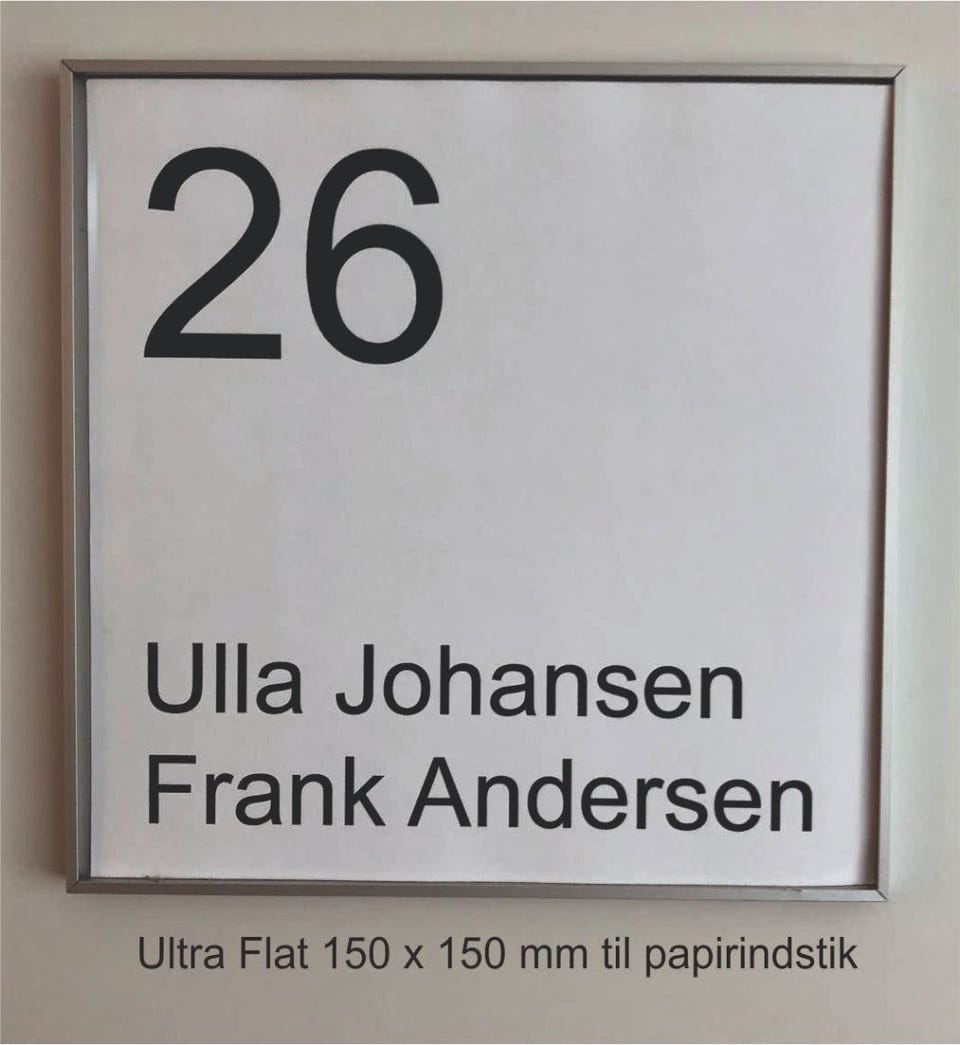 26
Ulla Johansen
Frank Andersen
Ultra Flat 150 x 150 mm til papirindstik